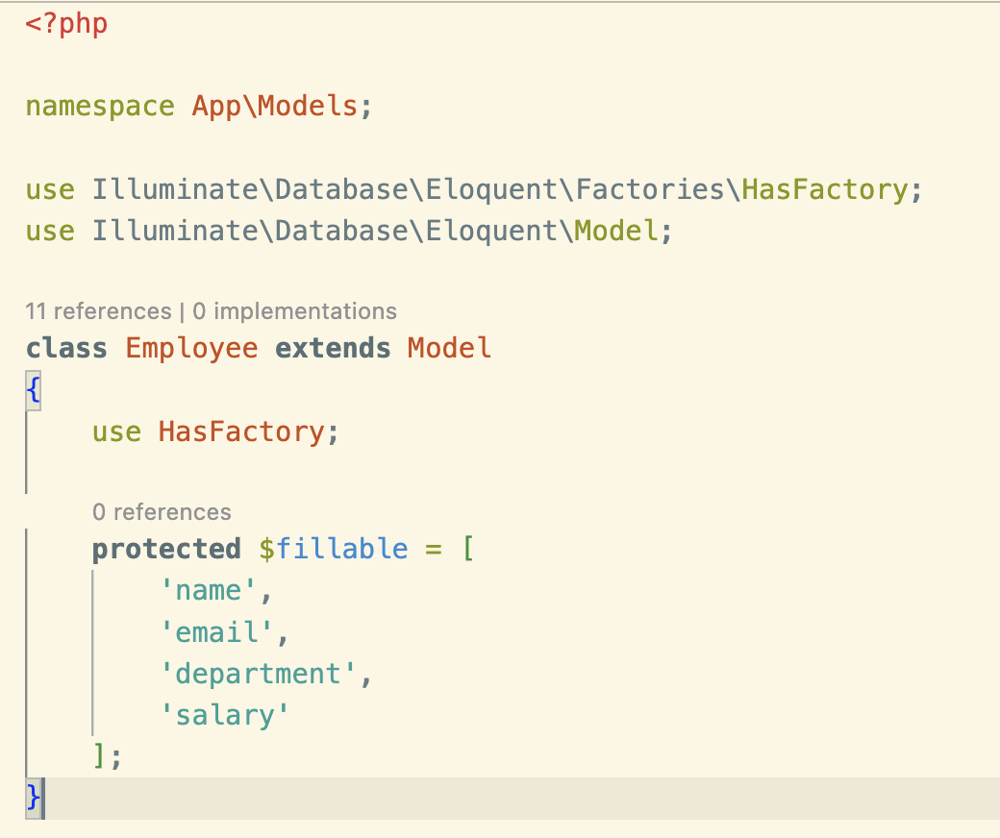 <?php
namespace App\Models;
use Illuminate\Database\Eloquent\Factories\HasFactory;
use Illuminate\Database\Eloquent\Model;
11 references | 0 implementations
class Employee extends Model
{
    use HasFactory;
    0 references
    protected $fillable = [
        'name',
        'email',
        'department',
        'salary'
    ];
}